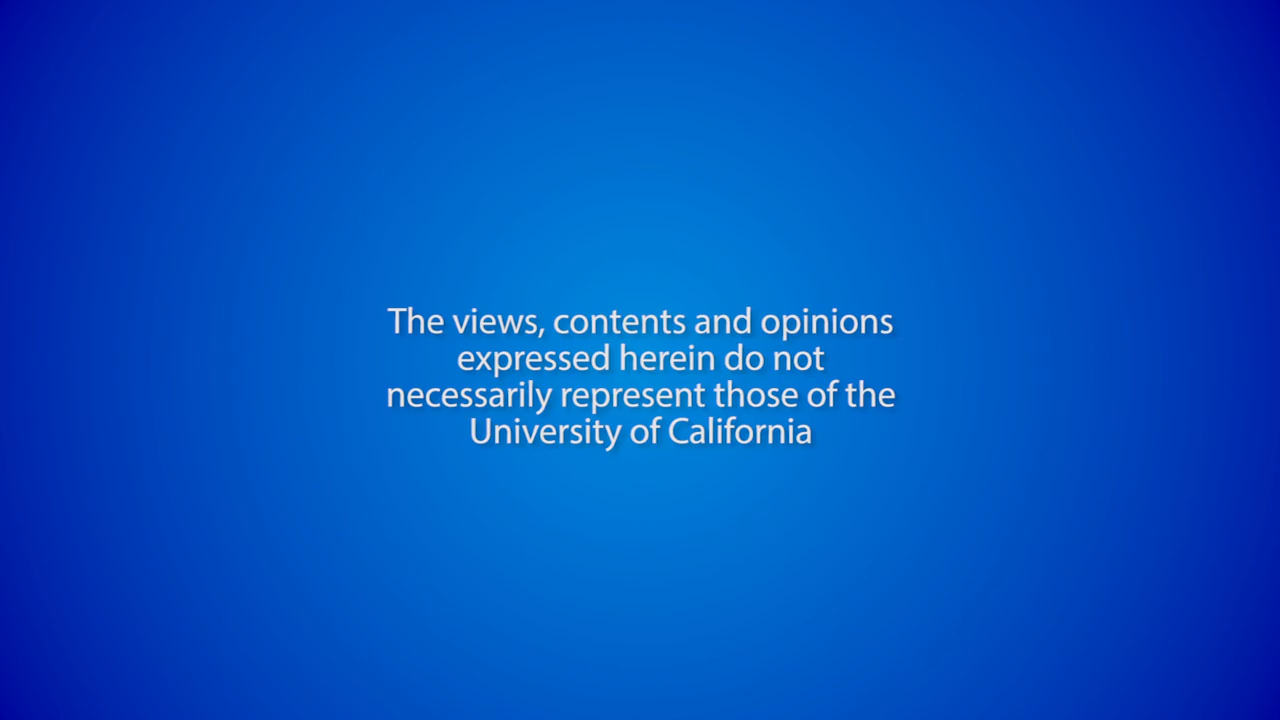 The views, contents and opinions
expressed herein do not
necessarily represent those of the
University of California